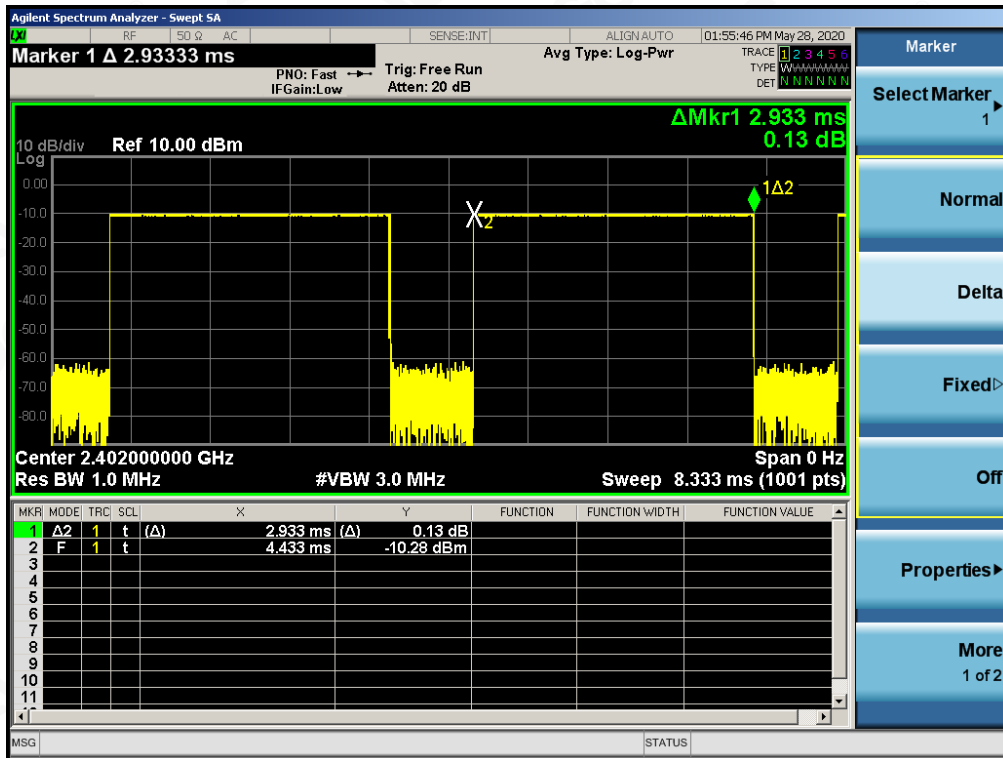 Agilent Spectrum Analyzer - Swept SA
LXI RF 50 Ω AC SENSE:INT ALIGN AUTO 01:55:46 PM May 28, 2020
Marker 1 Δ 2.93333 ms
PNO: Fast
IFGain:Low
Trig: Free Run
Atten: 20 dB
Avg Type: Log-Pwr
TRACE 1 2 3 4 5 6
TYPE WWWWWW
DET N N N N N N
ΔMkr1 2.933 ms
0.13 dB
10 dB/div Ref 10.00 dBm
Log
0.00
-10.0
-20.0
-30.0
-40.0
-50.0
-60.0
-70.0
-80.0
1Δ2
X2
Center 2.402000000 GHz Span 0 Hz
Res BW 1.0 MHz #VBW 3.0 MHz Sweep 8.333 ms (1001 pts)
MKR MODE TRC SCL X Y FUNCTION FUNCTION WIDTH FUNCTION VALUE
1 Δ2 1 t (Δ) 2.933 ms (Δ) 0.13 dB
2 F 1 t 4.433 ms -10.28 dBm
3
4
5
6
7
8
9
10
11
MSG STATUS
Marker
Select Marker
1
Normal
Delta
Fixed
Off
Properties
More
1 of 2